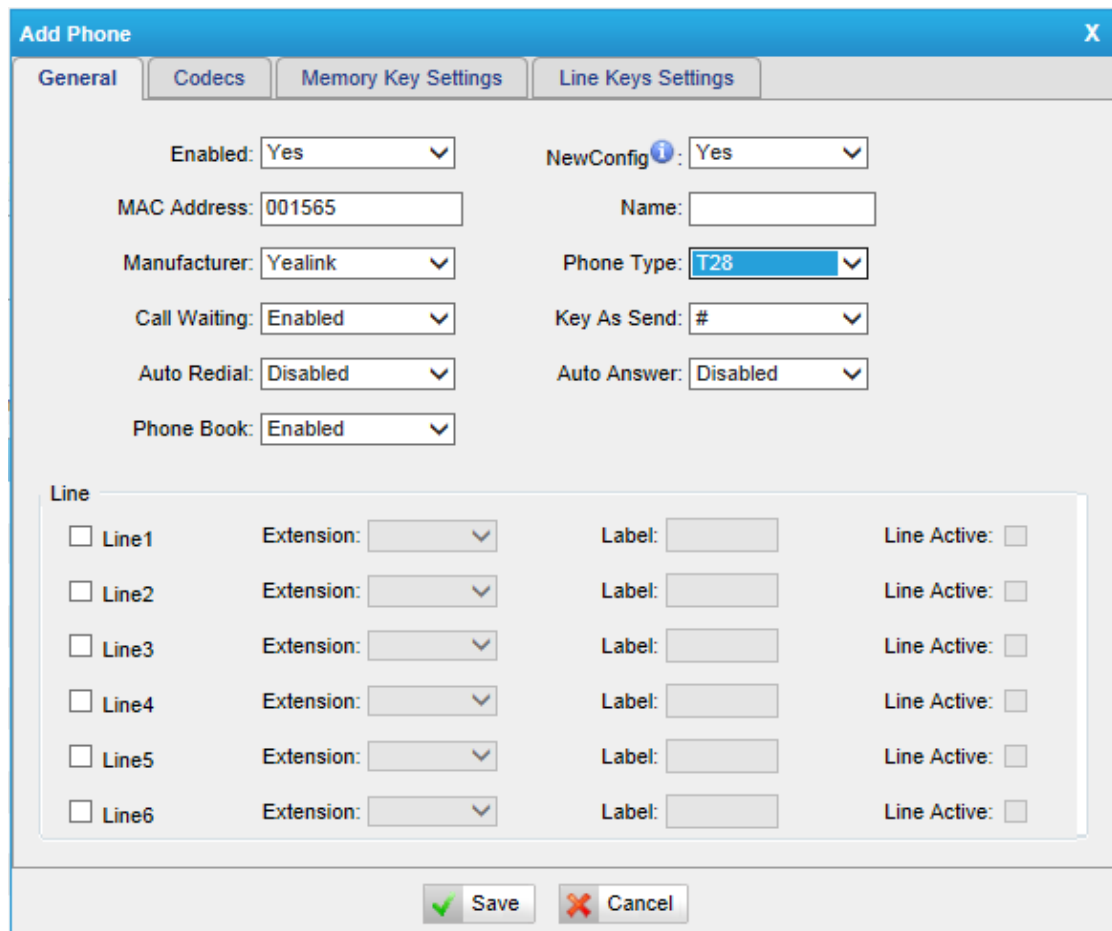 Add Phone X
General Codecs Memory Key Settings Line Keys Settings
Enabled: Yes NewConfig i : Yes
MAC Address: 001565 Name:
Manufacturer: Yealink Phone Type: T28
Call Waiting: Enabled Key As Send: #
Auto Redial: Disabled Auto Answer: Disabled
Phone Book: Enabled
Line
Line1 Extension: Label: Line Active:
Line2 Extension: Label: Line Active:
Line3 Extension: Label: Line Active:
Line4 Extension: Label: Line Active:
Line5 Extension: Label: Line Active:
Line6 Extension: Label: Line Active:
Save Cancel